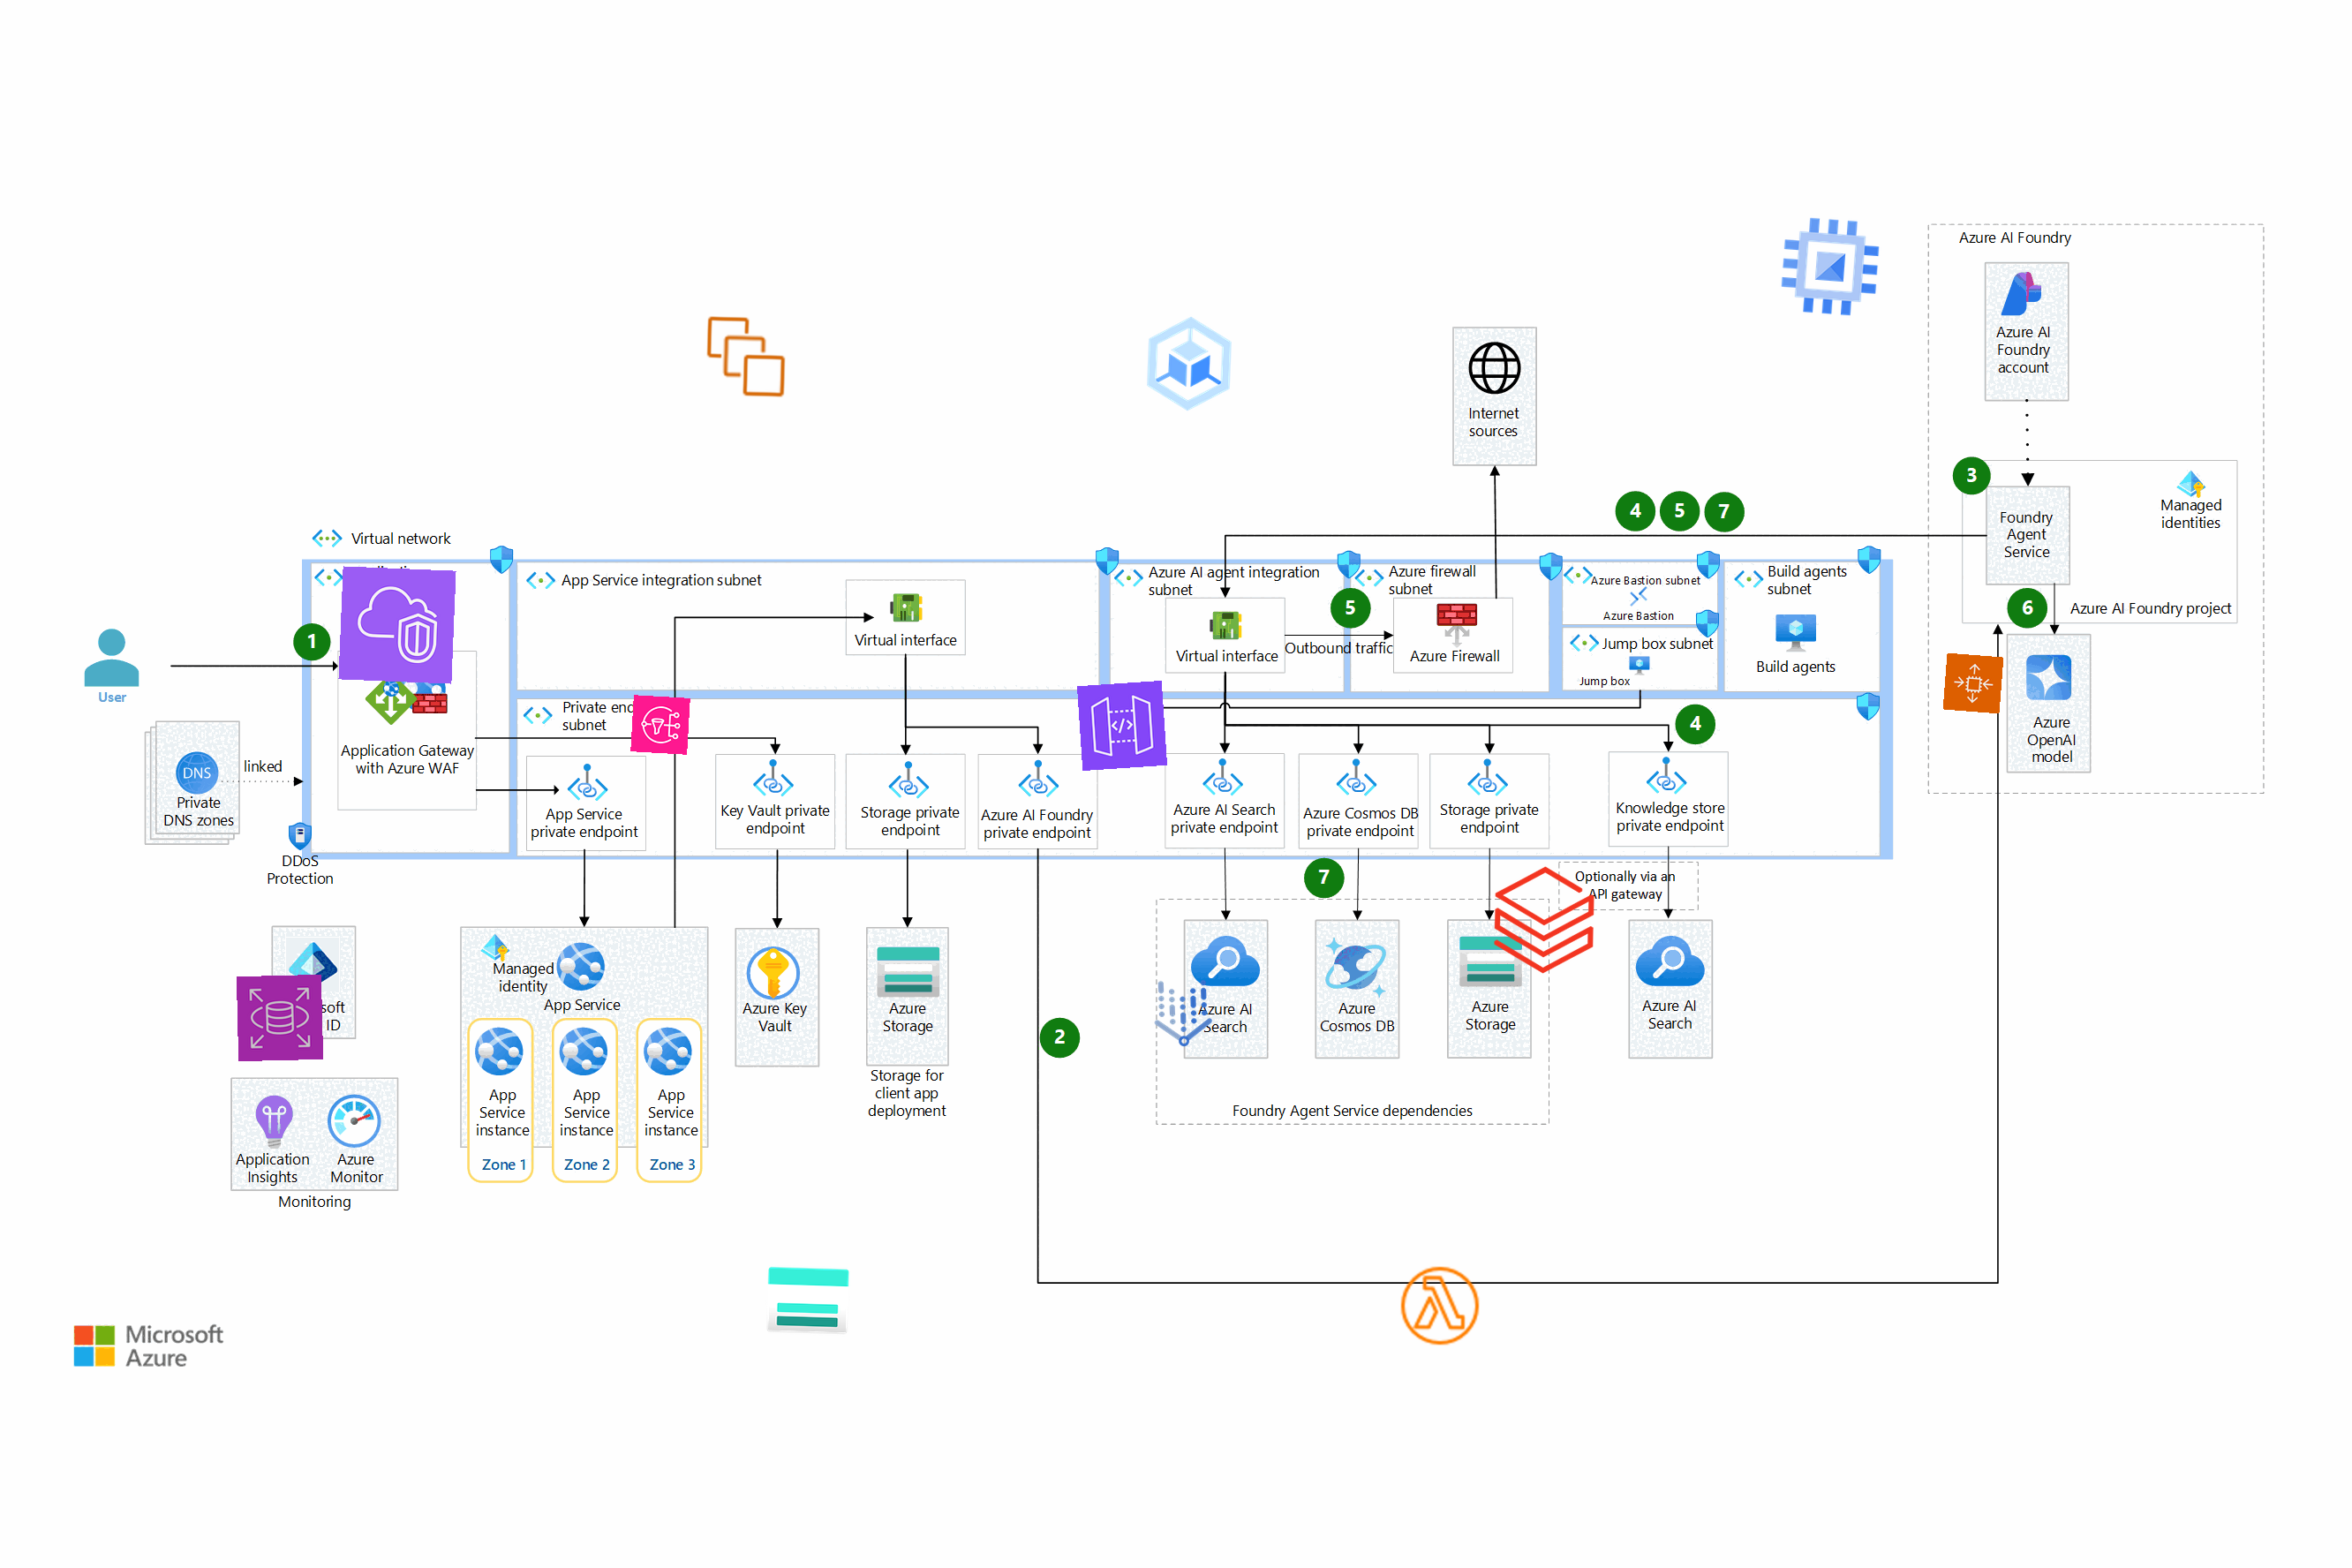 Azure AI Foundry
Azure AI
Foundry
account
Internet
sources
3
Managed
identities
Foundry
Agent
Service
4 5 7
Virtual network
App Service integration subnet
Virtual interface
Azure AI agent integration
subnet
Virtual interface
5
Outbound traffic
Azure firewall
subnet
Azure Firewall
Azure Bastion subnet
Azure Bastion
Jump box subnet
Jump box
Build agents
subnet
Build agents
6
Azure AI Foundry project
Azure
OpenAI
model
1
User
Application Gateway
with Azure WAF
DNS
Private
DNS zones
linked
DDoS
Protection
Private
subnet
App Service
private endpoint
Key Vault private
endpoint
Storage private
endpoint
Azure AI Foundry
private endpoint
Azure AI Search
private endpoint
Azure Cosmos DB
private endpoint
Storage private
endpoint
4
Knowledge store
private endpoint
7
Optionally via an
API gateway
ID
Managed
identity
App Service
App
Service
instance
Zone 1
App
Service
instance
Zone 2
App
Service
instance
Zone 3
Azure Key
Vault
Azure
Storage
Storage for
client app
deployment
2
Azure AI
Search
Azure
Cosmos DB
Azure
Storage
Azure AI
Search
Foundry Agent Service dependencies
Application
Insights
Azure
Monitor
Monitoring
Microsoft
Azure